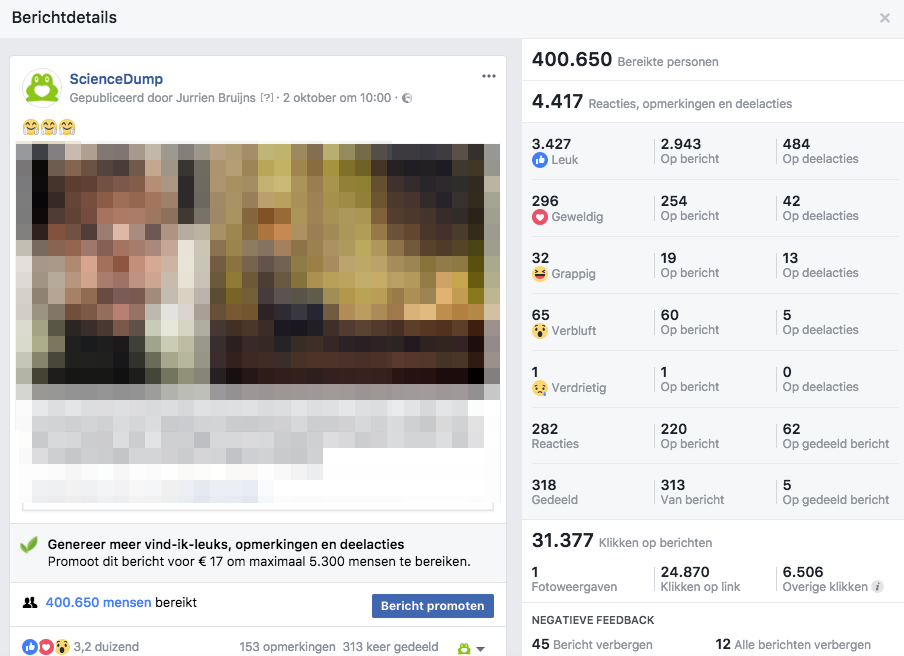 Berichtdetails
ScienceDump
Gepubliceerd door Jurrien Bruijns [?] · 2 oktober om 10:00 ·
Genereer meer vind-ik-leuks, opmerkingen en deelacties
Promoot dit bericht voor € 17 om maximaal 5.300 mensen te bereiken.
400.650 mensen bereikt
Bericht promoten
3,2 duizend
153 opmerkingen 313 keer gedeeld
400.650 Bereikte personen
4.417 Reacties, opmerkingen en deelacties
3.427 2.943 484
Leuk Op bericht Op deelacties
296 254 42
Geweldig Op bericht Op deelacties
32 19 13
Grappig Op bericht Op deelacties
65 60 5
Verbluft Op bericht Op deelacties
1 1 0
Verdrietig Op bericht Op deelacties
282 220 62
Reacties Op bericht Op gedeeld bericht
318 313 5
Gedeeld Van bericht Op gedeeld bericht
31.377 Klikken op berichten
1 24.870 6.506
Fotoweergaven Klikken op link Overige klikken
NEGATIEVE FEEDBACK
45 Bericht verbergen 12 Alle berichten verbergen